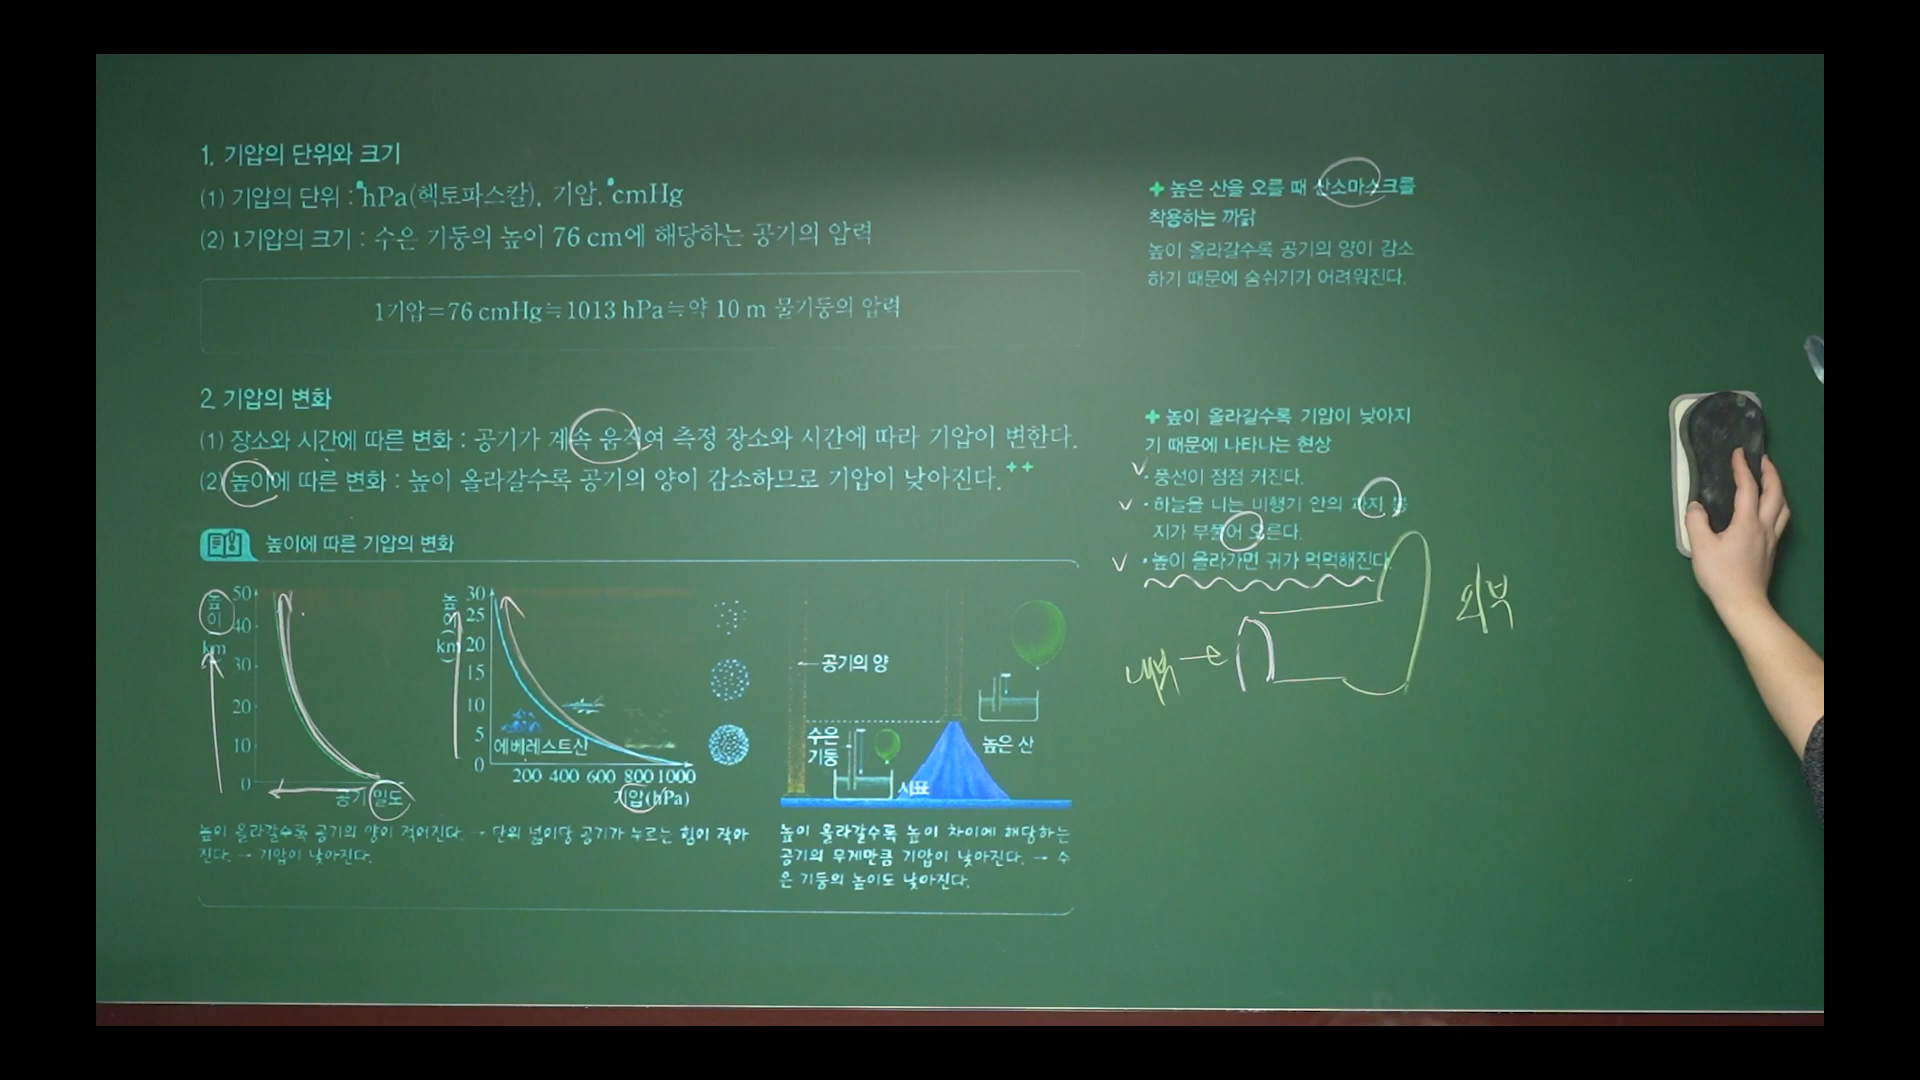 1. 기압의 단위와 크기
(1) 기압의 단위 : hPa(헥토파스칼), 기압, cmHg
(2) 1기압의 크기 : 수은 기둥의 높이 76 cm에 해당하는 공기의 압력
1기압=76 cmHg≒1013 hPa≒약 10 m 물기둥의 압력
2. 기압의 변화
(1) 장소와 시간에 따른 변화 : 공기가 계속 움직여 측정 장소와 시간에 따라 기압이 변한다.
(2) 높이에 따른 변화 : 높이 올라갈수록 공기의 양이 감소하므로 기압이 낮아진다.++
높이에 따른 기압의 변화
50
높이
40
km
30
20
10
0
공기 밀도
30
높이(km)
25
20
15
10
5
0
에베레스트산
200 400 600 800 1000
기압(hPa)
공기의 양
수은
기둥
지표
높은 산
높이 올라갈수록 공기의 양이 적어진다. → 단위 넓이당 공기가 누르는 힘이 작아
진다. → 기압이 낮아진다.
높이 올라갈수록 높이 차이에 해당하는
공기의 무게만큼 기압이 낮아진다. → 수
은 기둥의 높이도 낮아진다.
+ 높은 산을 오를 때 산소마스크를
착용하는 까닭
높이 올라갈수록 공기의 양이 감소
하기 때문에 숨쉬기가 어려워진다.
+ 높이 올라갈수록 기압이 낮아지
기 때문에 나타나는 현상
· 풍선이 점점 커진다.
· 하늘을 나는 비행기 안의 과자 봉
지가 부풀어 오른다.
· 높이 올라가면 귀가 먹먹해진다.
내부 →
외부